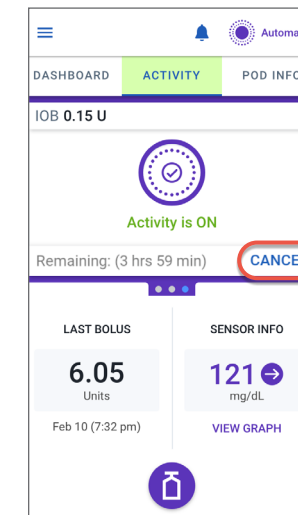 Automa
DASHBOARD ACTIVITY POD INFO
IOB 0.15 U
Activity is ON
Remaining: (3 hrs 59 min) CANCE
LAST BOLUS SENSOR INFO
6.05 121
Units mg/dL
Feb 10 (7:32 pm) VIEW GRAPH